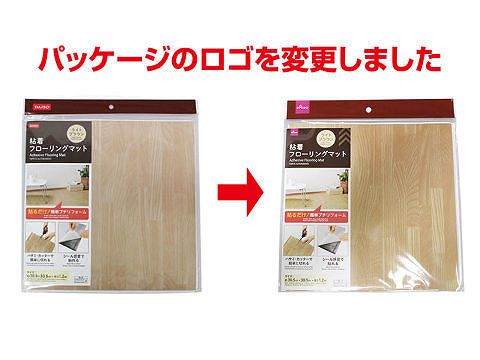 パッケージのロゴを変更しました
DAISO
ライト
ブラウン
粘着
フローリングマット
Adhesive Flooring Mat
貼るだけ!簡単プチリフォーム
ハサミ・カッターで
簡単に切れる
シール感覚で
貼れる
DAISO
ライト
ブラウン
粘着
フローリングマット
Adhesive Flooring Mat
貼るだけ!簡単プチリフォーム
ハサミ・カッターで
簡単に切れる
シール感覚で
貼れる